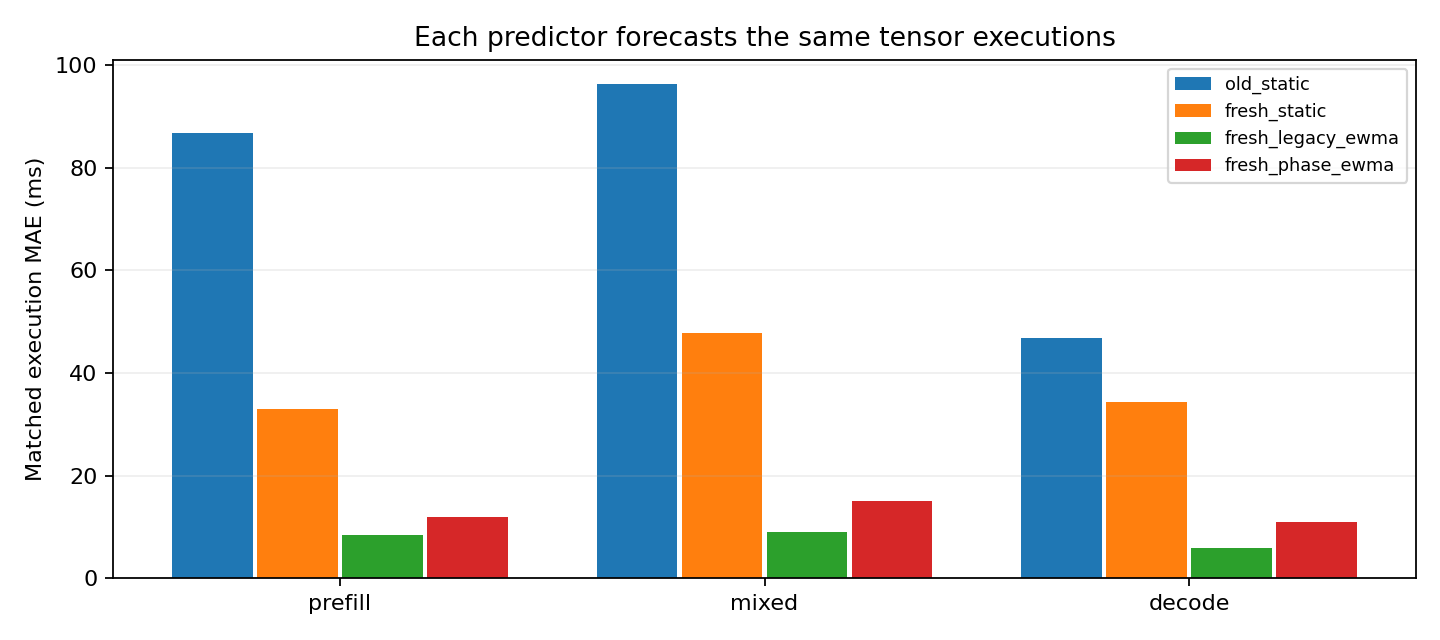 Each predictor forecasts the same tensor executions
Matched execution MAE (ms)
100
80
60
40
20
0
old_static
fresh_static
fresh_legacy_ewma
fresh_phase_ewma
prefill
mixed
decode